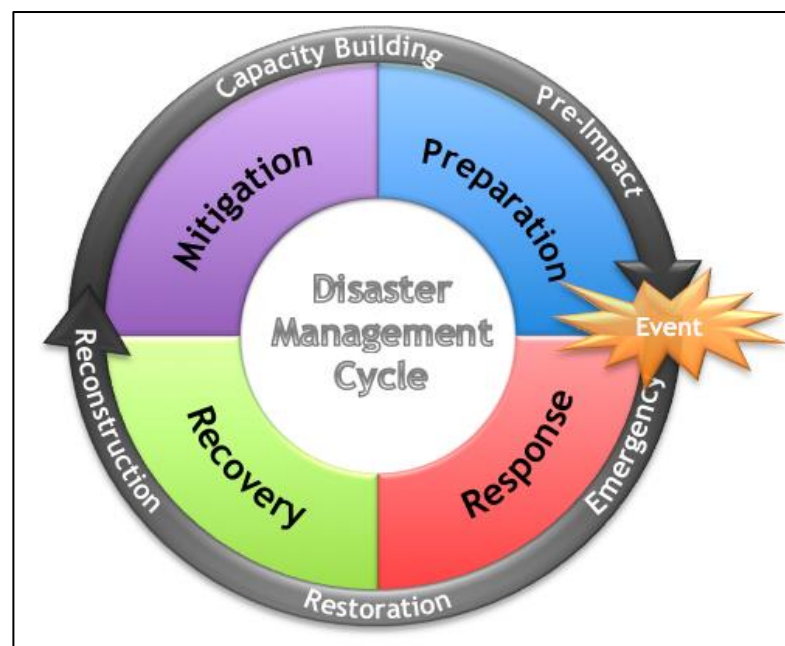 Capacity Building
Pre-Impact
Mitigation
Preparation
Disaster
Management
Cycle
Event
Reconstruction
Recovery
Response
Emergency
Restoration